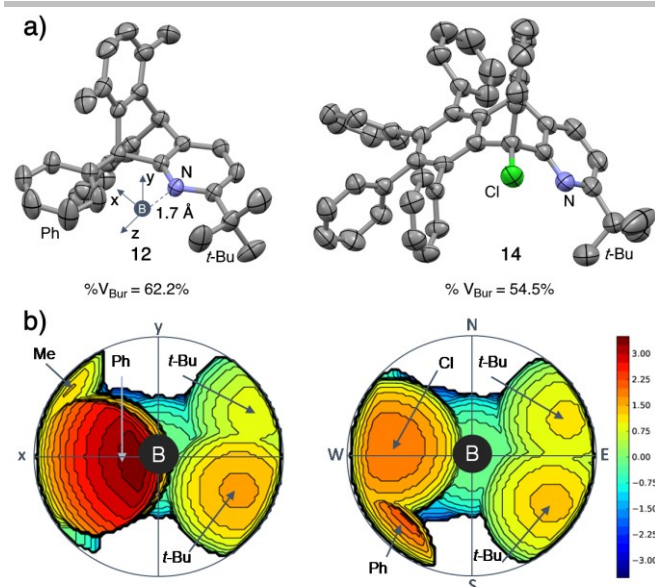 a)
N
y
x
B
1.7 Å
z
Ph
12
t-Bu
%V_Bur = 62.2%
Cl
N
14
t-Bu
% V_Bur = 54.5%
b)
y
Me
Ph
t-Bu
x
B
t-Bu
N
Cl
t-Bu
W
B
E
Ph
t-Bu
S
3.00
2.25
1.50
0.75
0.00
−0.75
−1.50
−2.25
−3.00